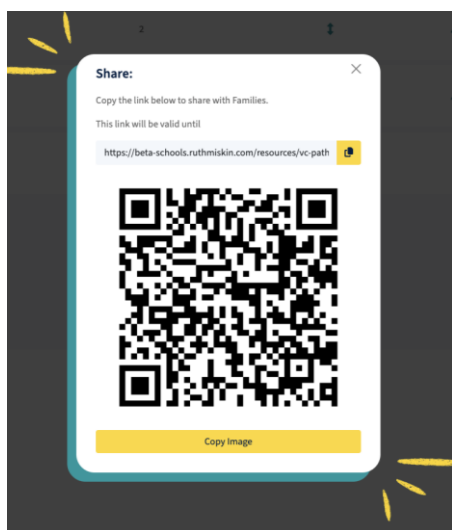 2
Share:
Copy the link below to share with Families.
This link will be valid until
https://beta-schools.ruthmiskin.com/resources/vc-path
Copy Image